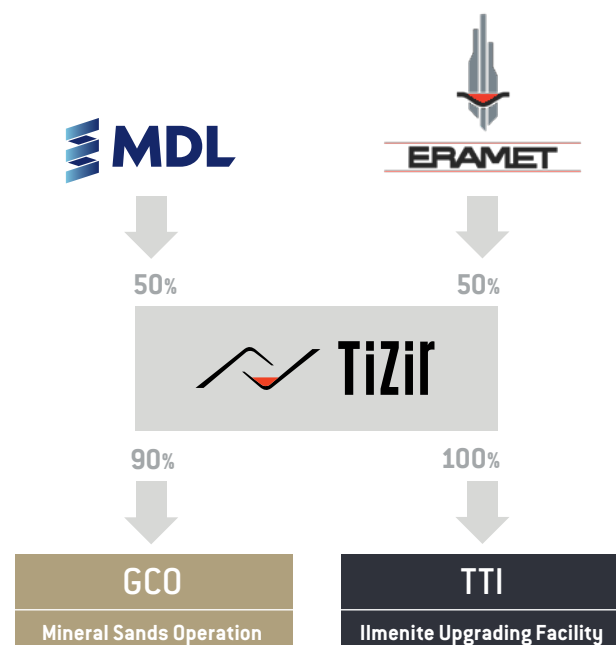 MDL
ERAMET
50%
50%
TiZir
90%
100%
GCO
TTI
Mineral Sands Operation
Ilmenite Upgrading Facility